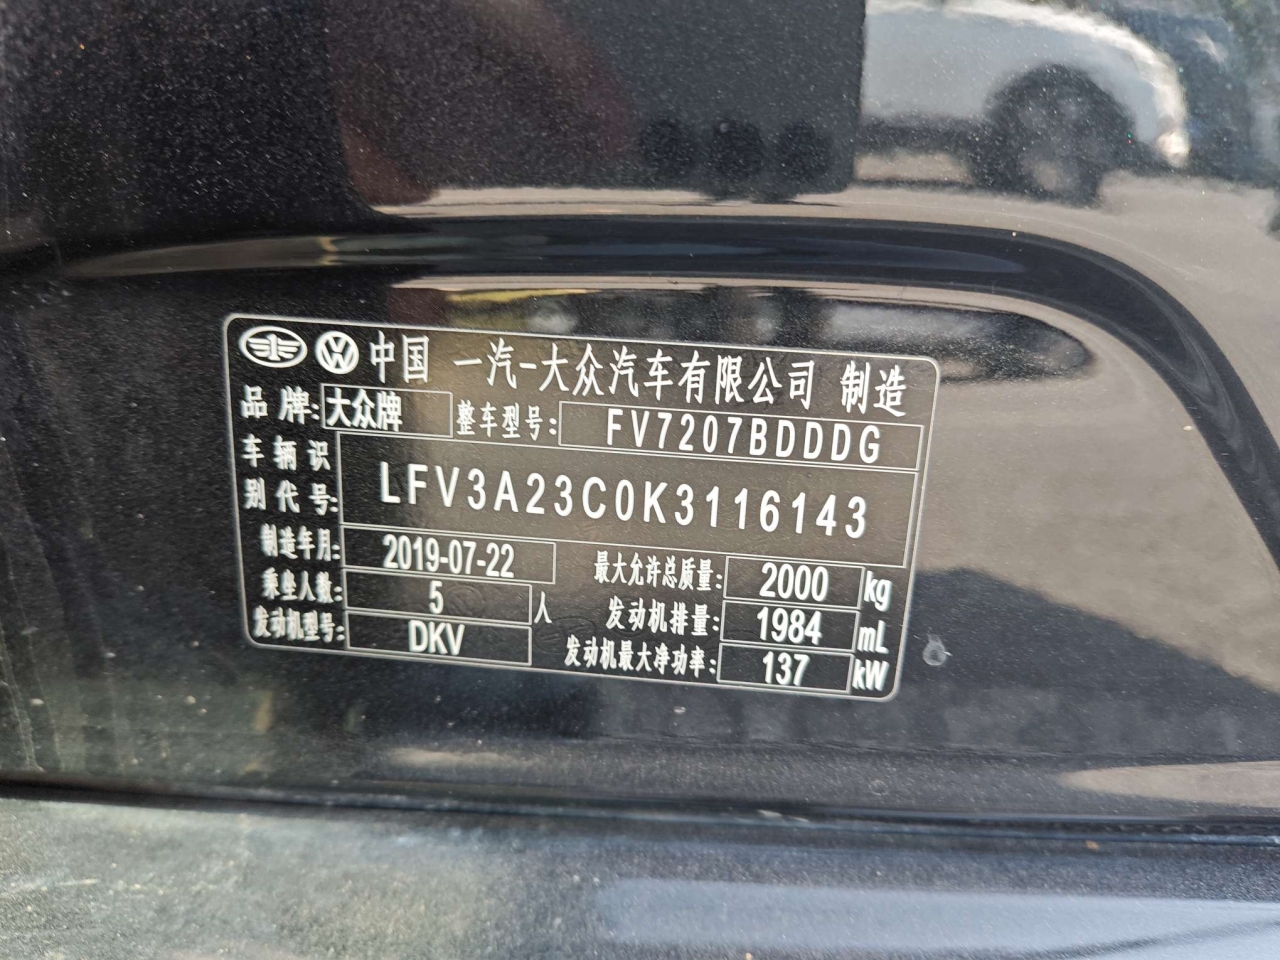 中国 一汽-大众汽车有限公司 制造
品牌: 大众牌 整车型号: FV7207BDDDG
车辆识别代号: LFV3A23C0K3116143
制造年月: 2019-07-22 最大允许总质量: 2000 kg
乘坐人数: 5 人 发动机排量: 1984 mL
发动机型号: DKV 发动机最大净功率: 137 kW